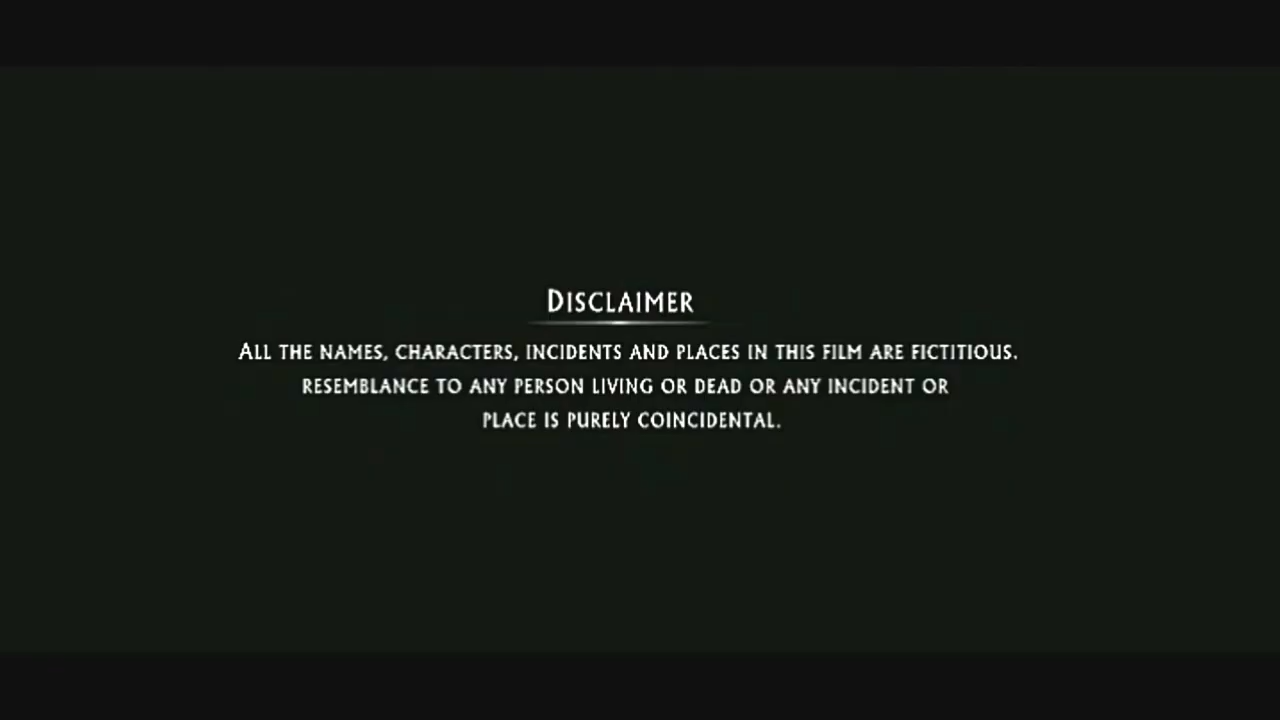 DISCLAIMER
ALL THE NAMES, CHARACTERS, INCIDENTS AND PLACES IN THIS FILM ARE FICTITIOUS.
RESEMBLANCE TO ANY PERSON LIVING OR DEAD OR ANY INCIDENT OR
PLACE IS PURELY COINCIDENTAL.